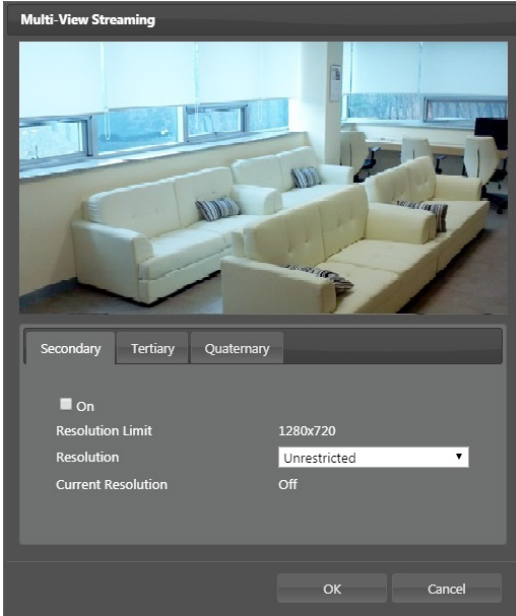 Multi-View Streaming
Secondary Tertiary Quaternary
On
Resolution Limit 1280x720
Resolution Unrestricted
Current Resolution Off
OK Cancel